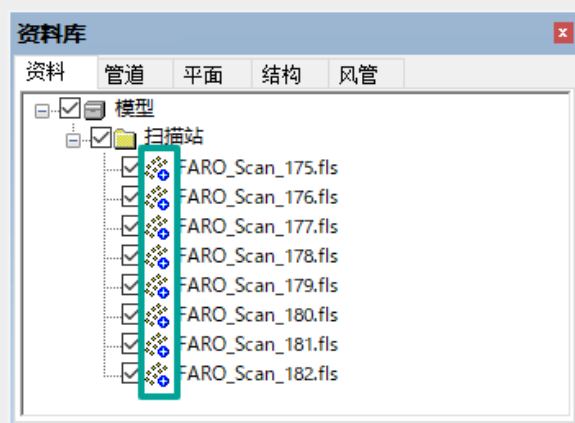 资料库
资料 管道 平面 结构 风管
模型
扫描站
FARO_Scan_175.fls
FARO_Scan_176.fls
FARO_Scan_177.fls
FARO_Scan_178.fls
FARO_Scan_179.fls
FARO_Scan_180.fls
FARO_Scan_181.fls
FARO_Scan_182.fls